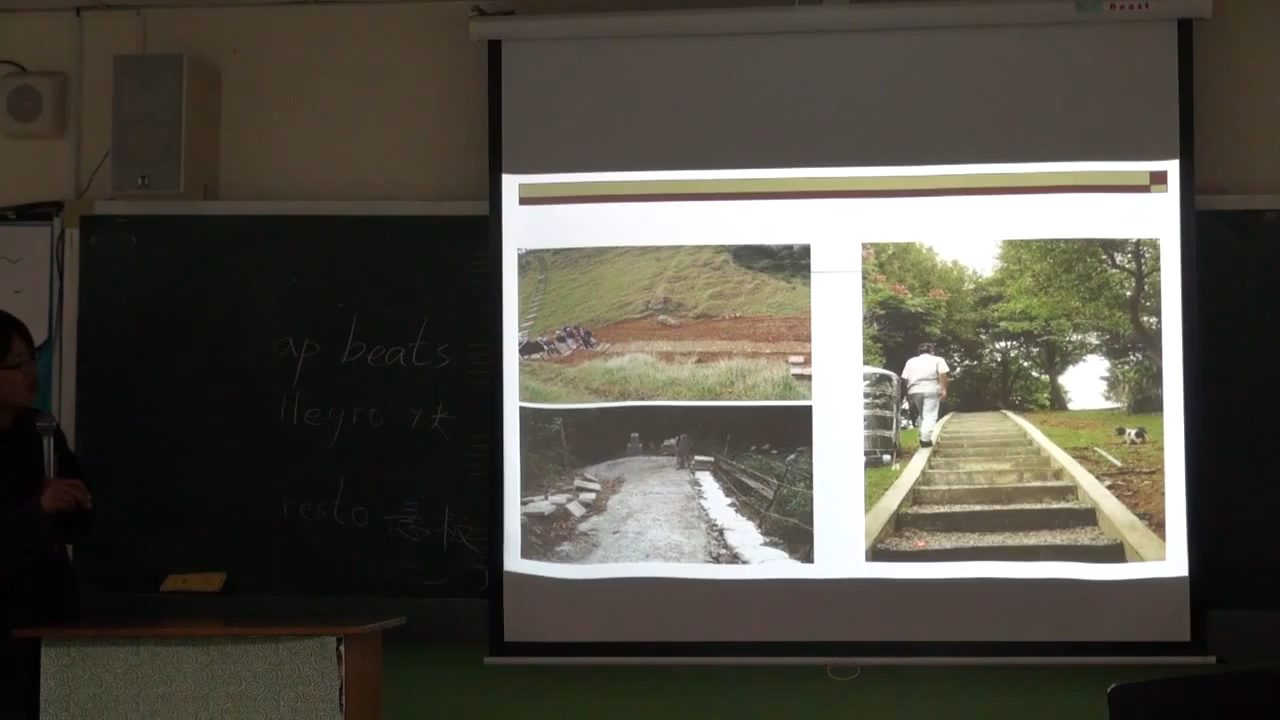 ap beats
llegro 快
resto 急板